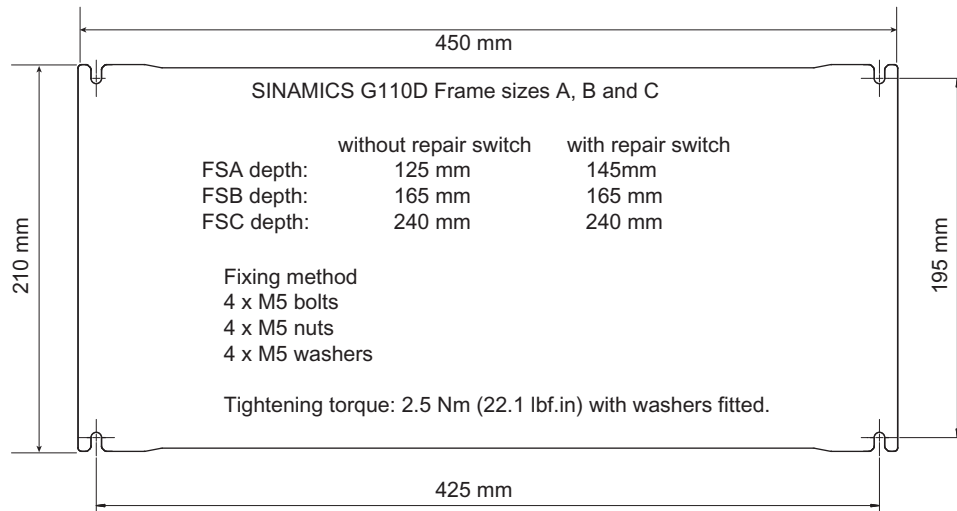 450 mm
SINAMICS G110D Frame sizes A, B and C
without repair switch with repair switch
FSA depth: 125 mm 145mm
FSB depth: 165 mm 165 mm
FSC depth: 240 mm 240 mm
210 mm
195 mm
Fixing method
4 x M5 bolts
4 x M5 nuts
4 x M5 washers
Tightening torque: 2.5 Nm (22.1 lbf.in) with washers fitted.
425 mm